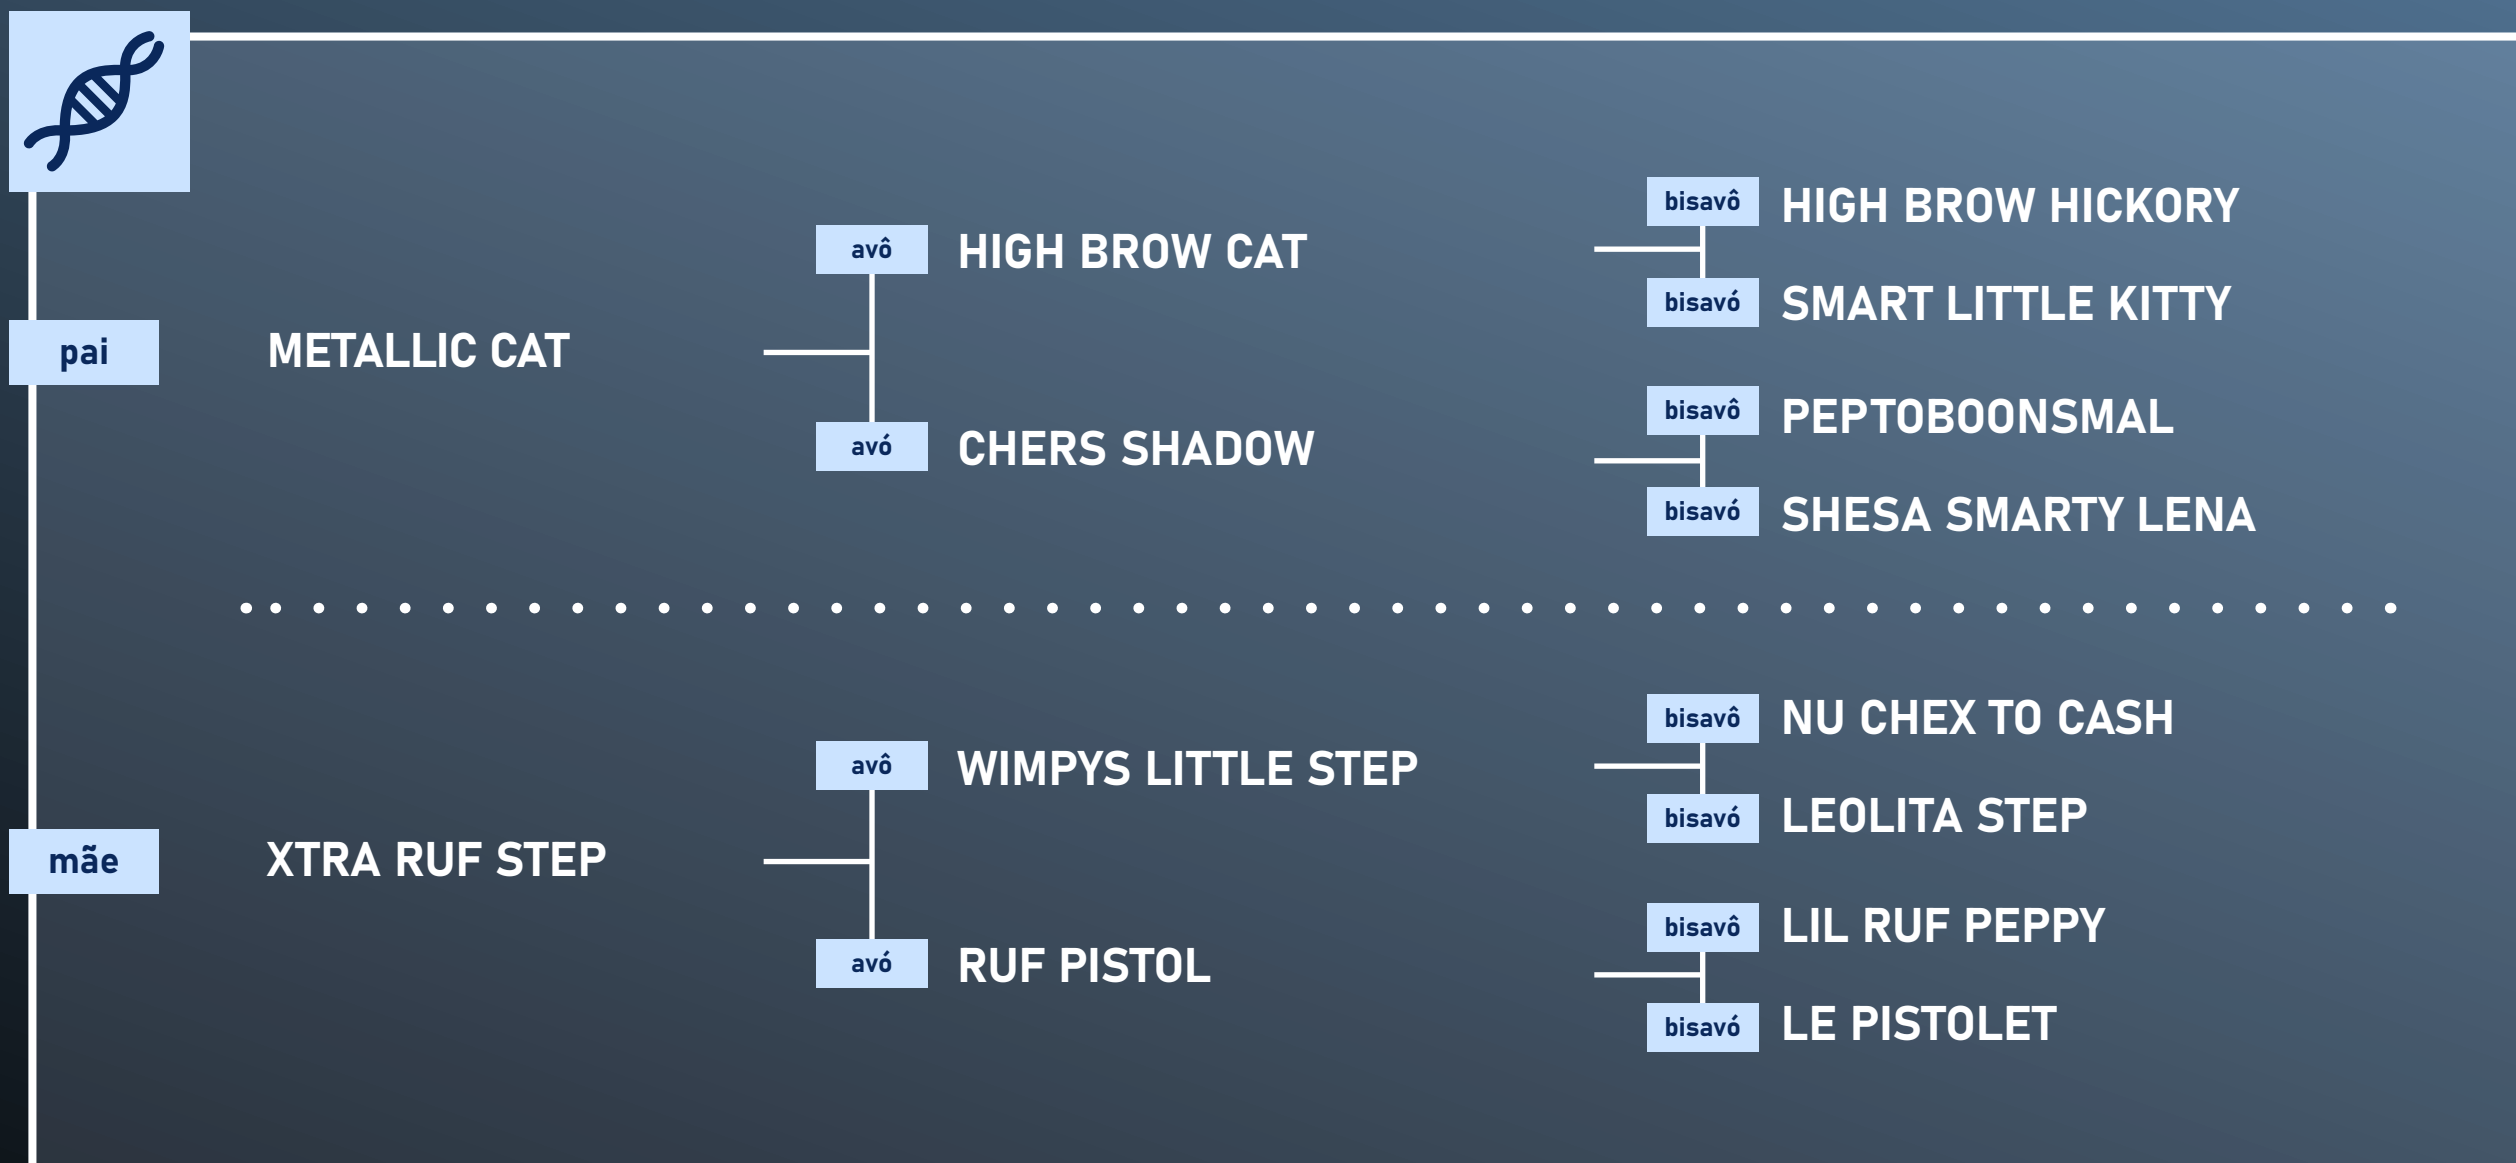 bisavô HIGH BROW HICKORY
avô HIGH BROW CAT
bisavó SMART LITTLE KITTY
pai METALLIC CAT
bisavô PEPTOBOONSMAL
avó CHERS SHADOW
bisavó SHESA SMARTY LENA
bisavô NU CHEX TO CASH
avô WIMPYS LITTLE STEP
bisavó LEOLITA STEP
mãe XTRA RUF STEP
bisavô LIL RUF PEPPY
avó RUF PISTOL
bisavó LE PISTOLET